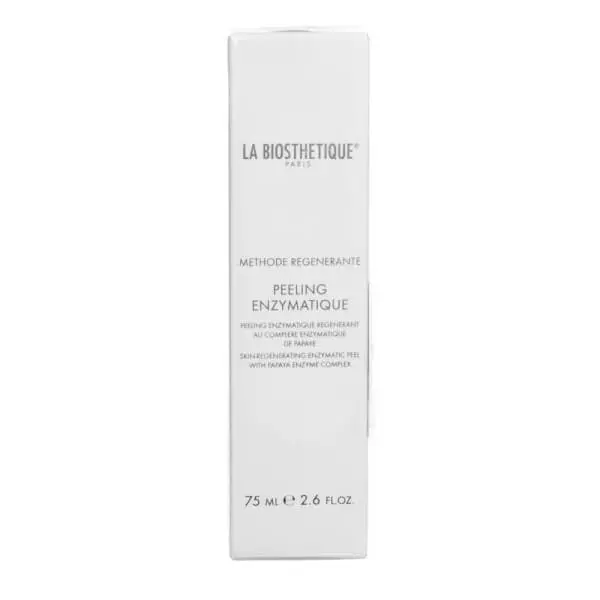 LA BIOSTHETIQUE®
PARIS
METHODE REGENERANTE
PEELING
ENZYMATIQUE
PEELING ENZYMATIQUE REGENERANT
AU COMPLEXE ENZYMATIQUE
DE PAPAYE
SKIN-REGENERATING ENZYMATIC PEEL
WITH PAPAYA ENZYME COMPLEX
75 ML ℮ 2.6 FL.OZ.